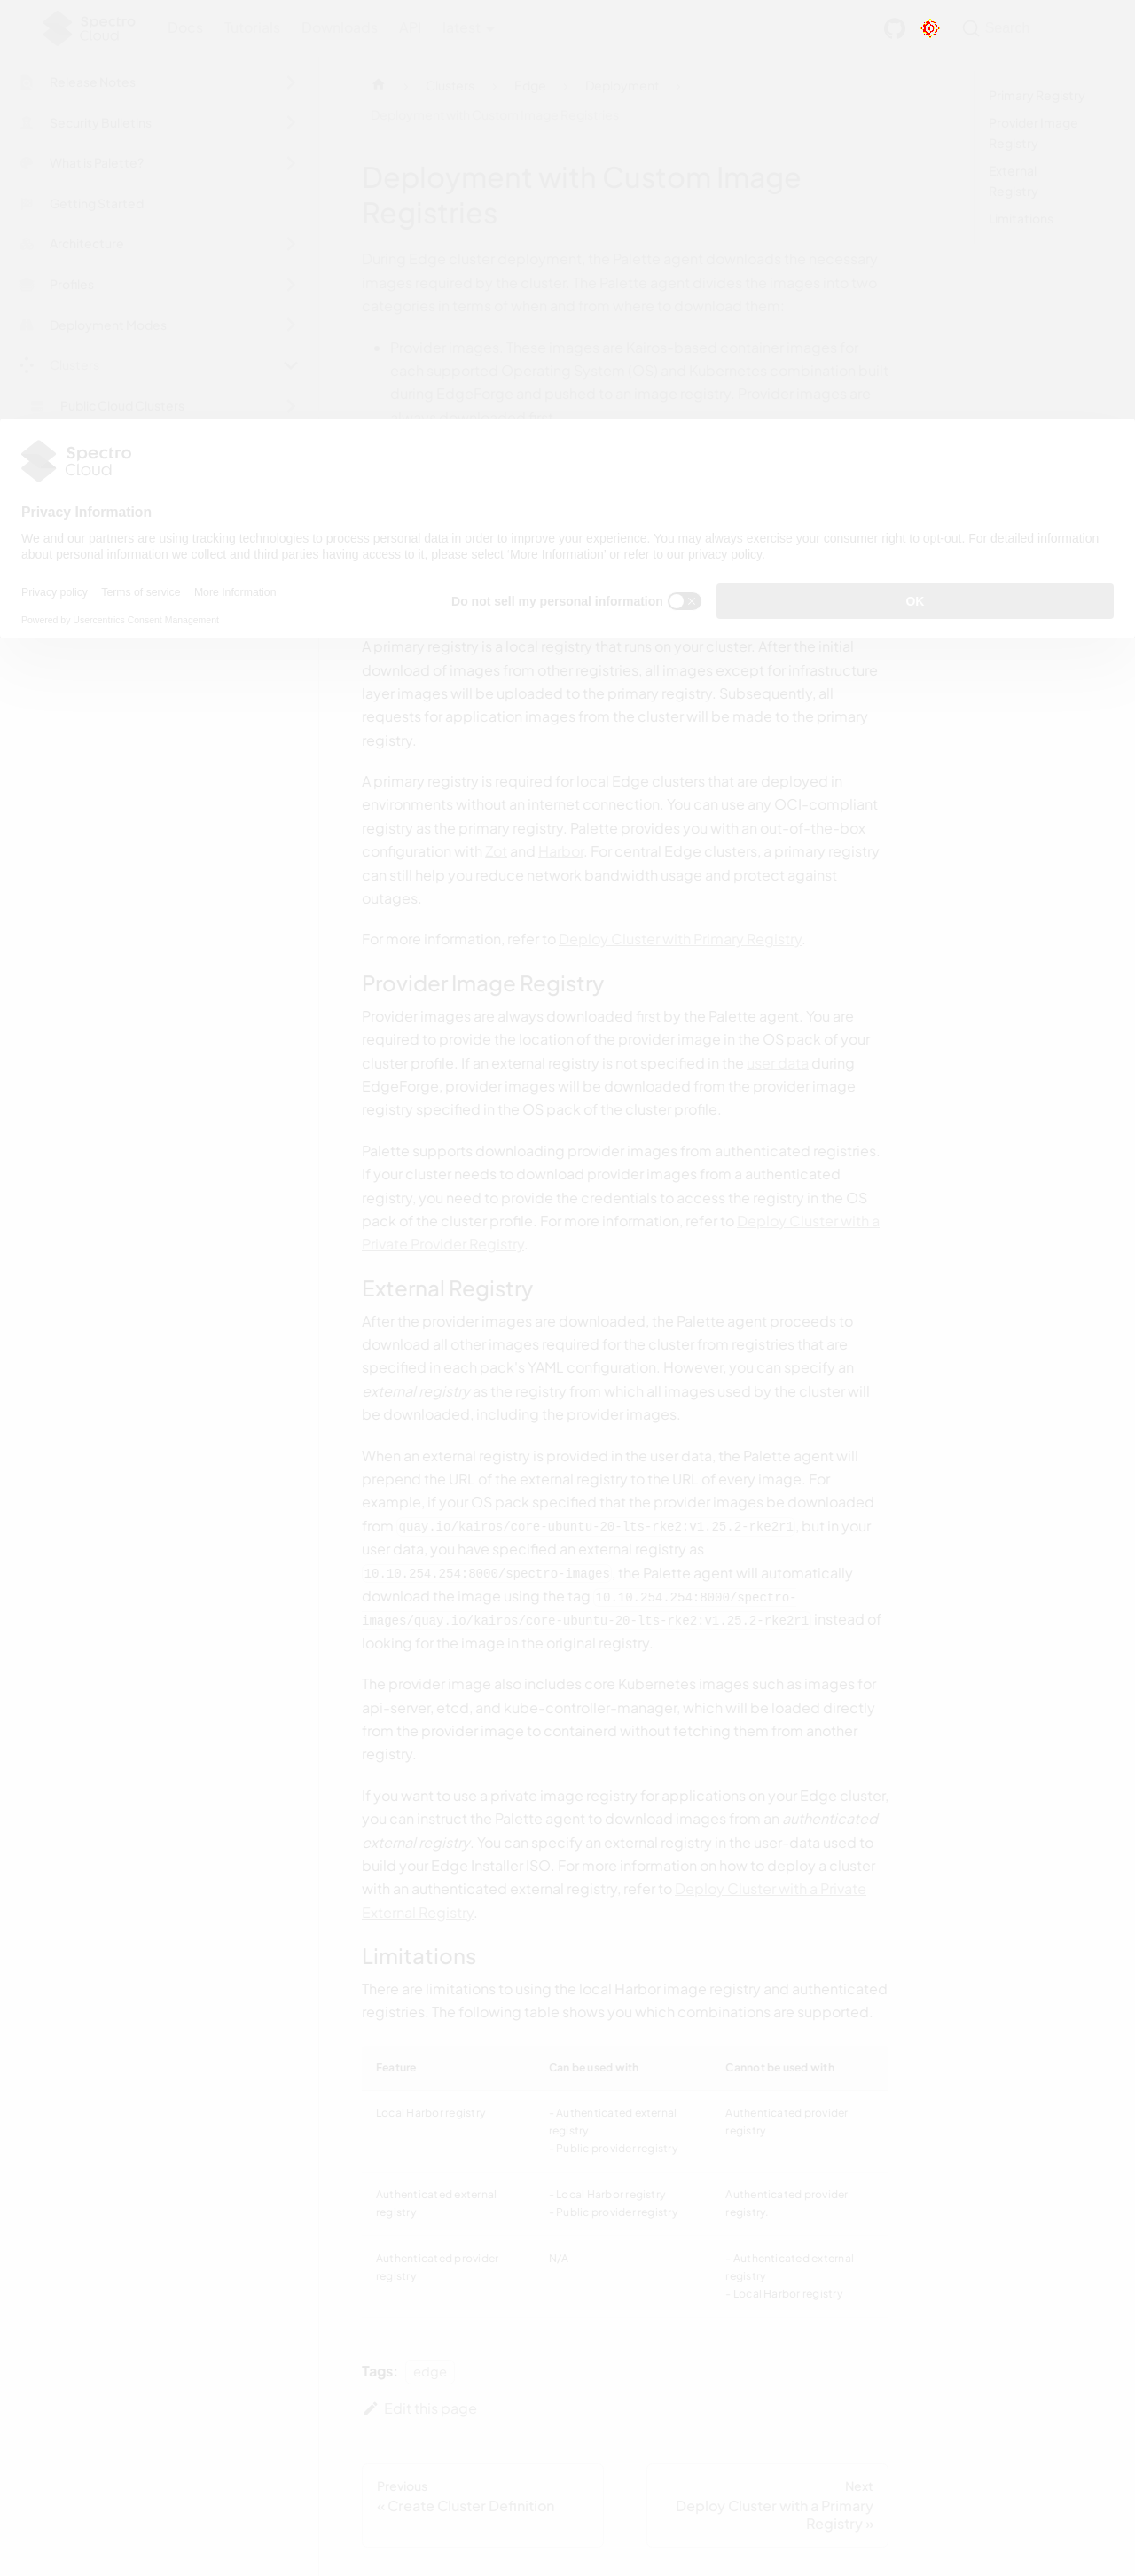 Spectro
Cloud
Docs Tutorials
API latest
Search
Release Notes
Security Bulletins
What is Palette?
Getting Started
Architecture
Profiles
Deployment Modes
Clusters
Public Cloud Clusters
Clusters Edge Deployment
Deployment with Custom Image Registries
Primary Registry
Provider Image
Registry
External
Registry
Limitations
Deployment with Custom Image
Registries
During Edge cluster deployment, the Palette agent downloads the necessary
images required by the cluster. The Palette agent divides the images into two
categories in terms of when and from where to download them.
Provider images. These images are Kairos-based container images for
each supported Operating System (OS) and Kubernetes combination built
during EdgeForge and pushed to an image registry. Provider images are
Spectro
Cloud
Privacy Information
We and our partners are using tracking technologies to process personal data in order to improve your experience. You may always exercise your consumer right to opt-out. For detailed information
about personal information we collect and third parties having access to it, please select ‘More Information’ or refer to our privacy policy.
Privacy policy Terms of service More Information
Do not sell my personal information
OK
Powered by Usercentrics Consent Management
A primary registry is a local registry that runs on your cluster. After the initial
download of images from other registries, all images except for infrastructure
layer images will be uploaded to the primary registry. Subsequently, all
requests for application images from the cluster will be made to the primary
registry.
A primary registry is required for local Edge clusters that are deployed in
environments without an internet connection. You can use any OCI-compliant
registry as the primary registry. Palette provides you with an out-of-the-box
configuration with Zot and Harbor. For central Edge clusters, a primary registry
can still help you reduce network bandwidth usage and protect against
outages.
For more information, refer to Deploy Cluster with Primary Registry.
Provider Image Registry
Provider images are always downloaded first by the Palette agent. You are
required to provide the location of the provider image in the OS pack of your
cluster profile. If an external registry is not specified in the user data during
EdgeForge, provider images will be downloaded from the provider image
registry specified in the OS pack of the cluster profile.
Palette supports downloading provider images from authenticated registries.
If your cluster needs to download provider images from a authenticated
registry, you need to provide the credentials to access the registry in the OS
pack of the cluster profile. For more information, refer to Deploy Cluster with a
Private Provider Registry.
External Registry
After the provider images are downloaded, the Palette agent proceeds to
download all other images required for the cluster from registries that are
specified in each pack's YAML configuration. However, you can specify an
external registry as the registry from which all images used by the cluster will
be downloaded, including the provider images.
When an external registry is provided in the user data, the Palette agent will
prepend the URL of the external registry to the URL of every image. For
example, if your OS pack specified that the provider images be downloaded
from quay.io/kairos/core-ubuntu-20-lts-rke2:v1.25.2-rke2r1, but in your
user data, you have specified an external registry as
10.10.254.254:8000/spectro-images, the Palette agent will automatically
download the image using the tag 10.10.254.254:8000/spectro-
images/quay.io/kairos/core-ubuntu-20-lts-rke2:v1.25.2-rke2r1 instead of
looking for the image in the original registry.
The provider image also includes core Kubernetes images such as images for
api-server, etcd, and kube-controller-manager, which will be loaded directly
from the provider image to containerd without fetching them from another
registry.
If you want to use a private image registry for applications on your Edge cluster,
you can instruct the Palette agent to download images from an authenticated
external registry. You can specify an external registry in the user-data used to
build your Edge Installer ISO. For more information on how to deploy a cluster
with an authenticated external registry, refer to Deploy Cluster with a Private
External Registry.
Limitations
There are limitations to using the local Harbor image registry and authenticated
registries. The following table shows you which combinations are supported.
Feature Can be used with Cannot be used with
Local Harbor registry - Authenticated external Authenticated provider
registry registry
- Public provider registry
Authenticated external - Local Harbor registry Authenticated provider
registry - Public provider registry registry
Authenticated provider N/A - Authenticated external
registry registry
- Local Harbor registry
Tags: edge
Edit this page
Previous
« Create Cluster Definition
Next
Deploy Cluster with a Primary
Registry »